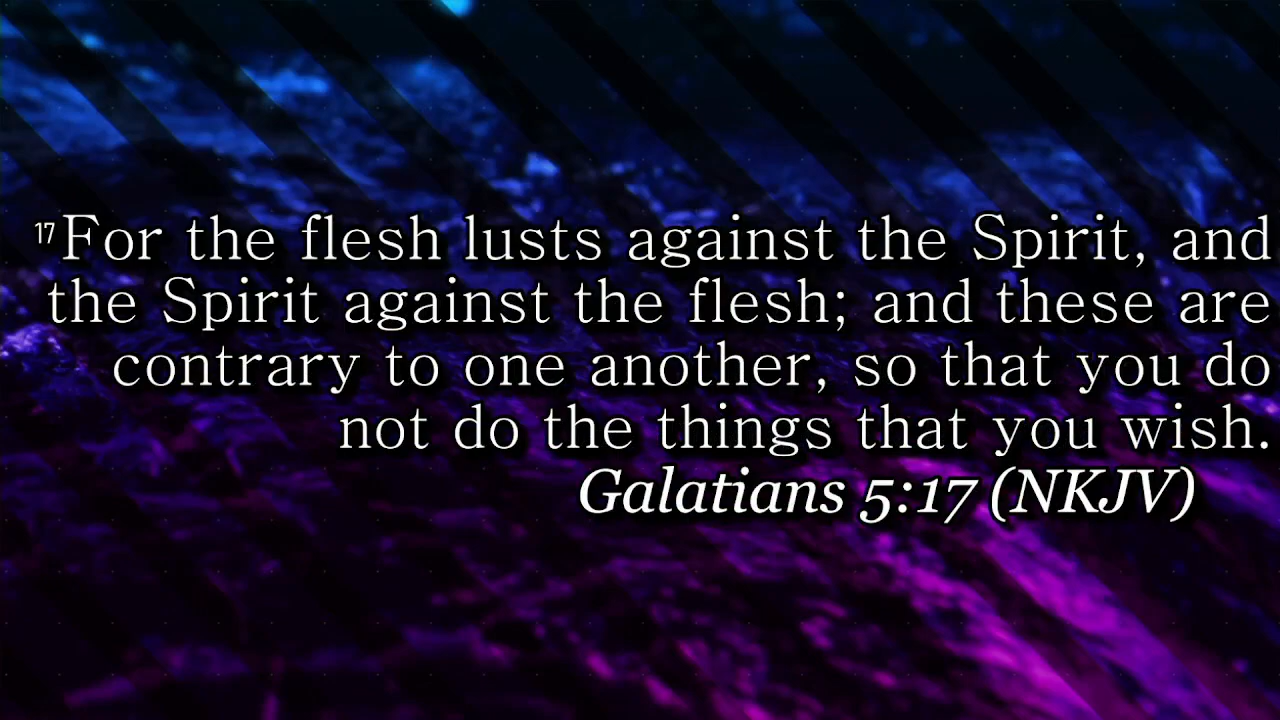 17For the flesh lusts against the Spirit, and
the Spirit against the flesh; and these are
contrary to one another, so that you do
not do the things that you wish.
Galatians 5:17 (NKJV)